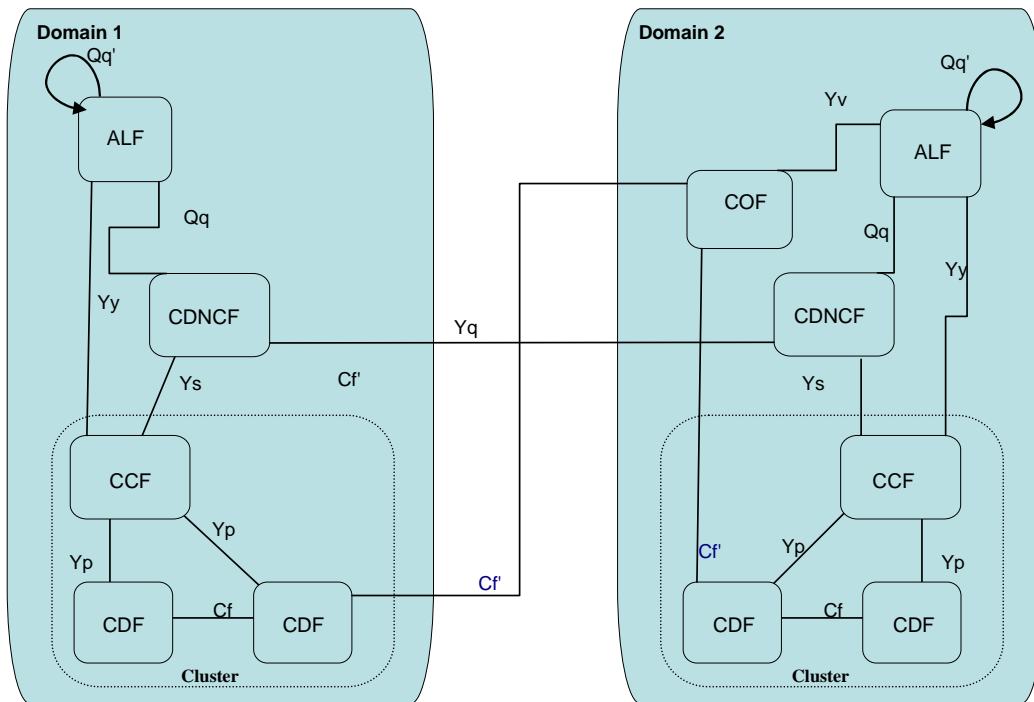 Domain 1
Qq'
ALF
Qq
Yy
CDNCF
Ys
Cf'
CCF
Yp
Yp
CDF
Cf
CDF
Cluster
Yq
Cf'
Domain 2
Qq'
Yv
ALF
COF
Qq
Yy
CDNCF
Ys
CCF
Cf'
Yp
Yp
CDF
Cf
CDF
Cluster